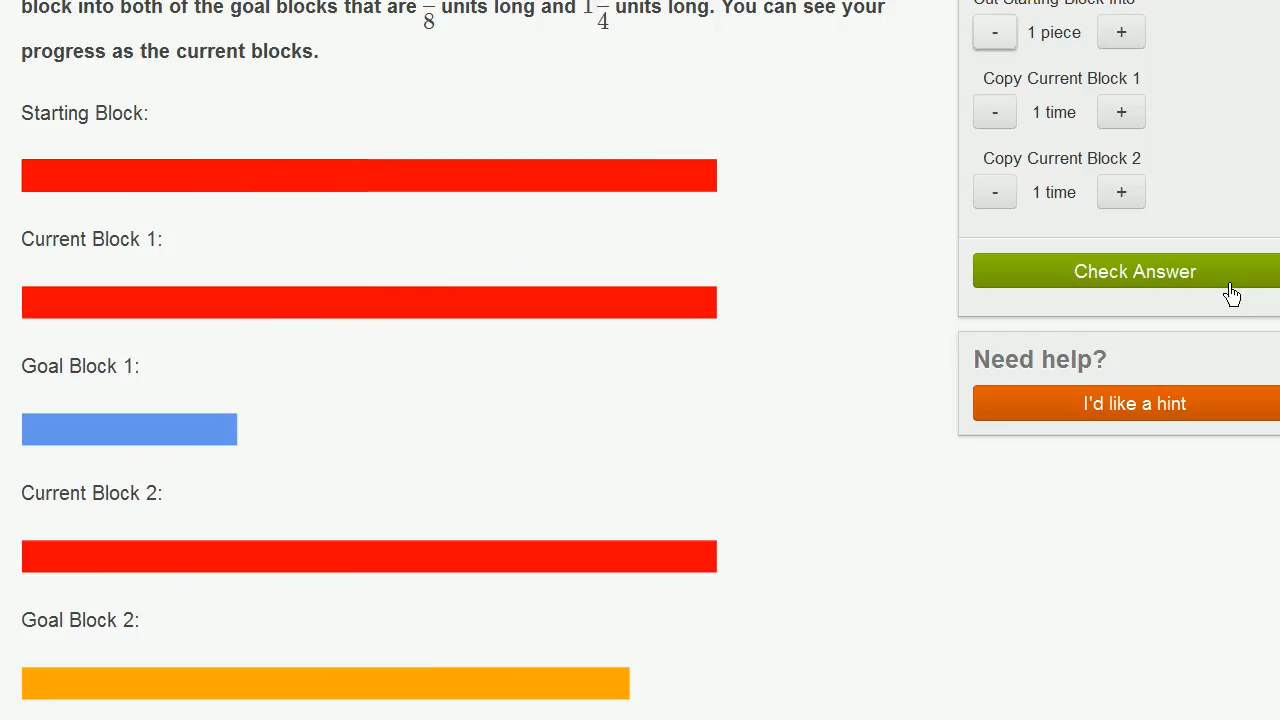 block into both of the goal blocks that are —/8 units long and 1 —/4 units long. You can see your
progress as the current blocks.
Starting Block:
Current Block 1:
Goal Block 1:
Current Block 2:
Goal Block 2:
- 1 piece +
Copy Current Block 1
- 1 time +
Copy Current Block 2
- 1 time +
Check Answer
Need help?
I'd like a hint